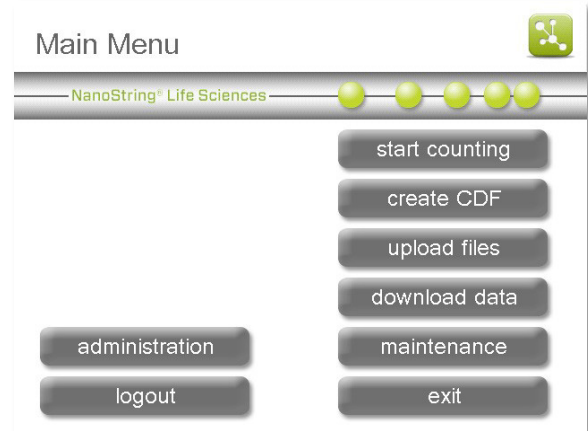 Main Menu
NanoString® Life Sciences
start counting
create CDF
upload files
download data
administration
maintenance
logout
exit